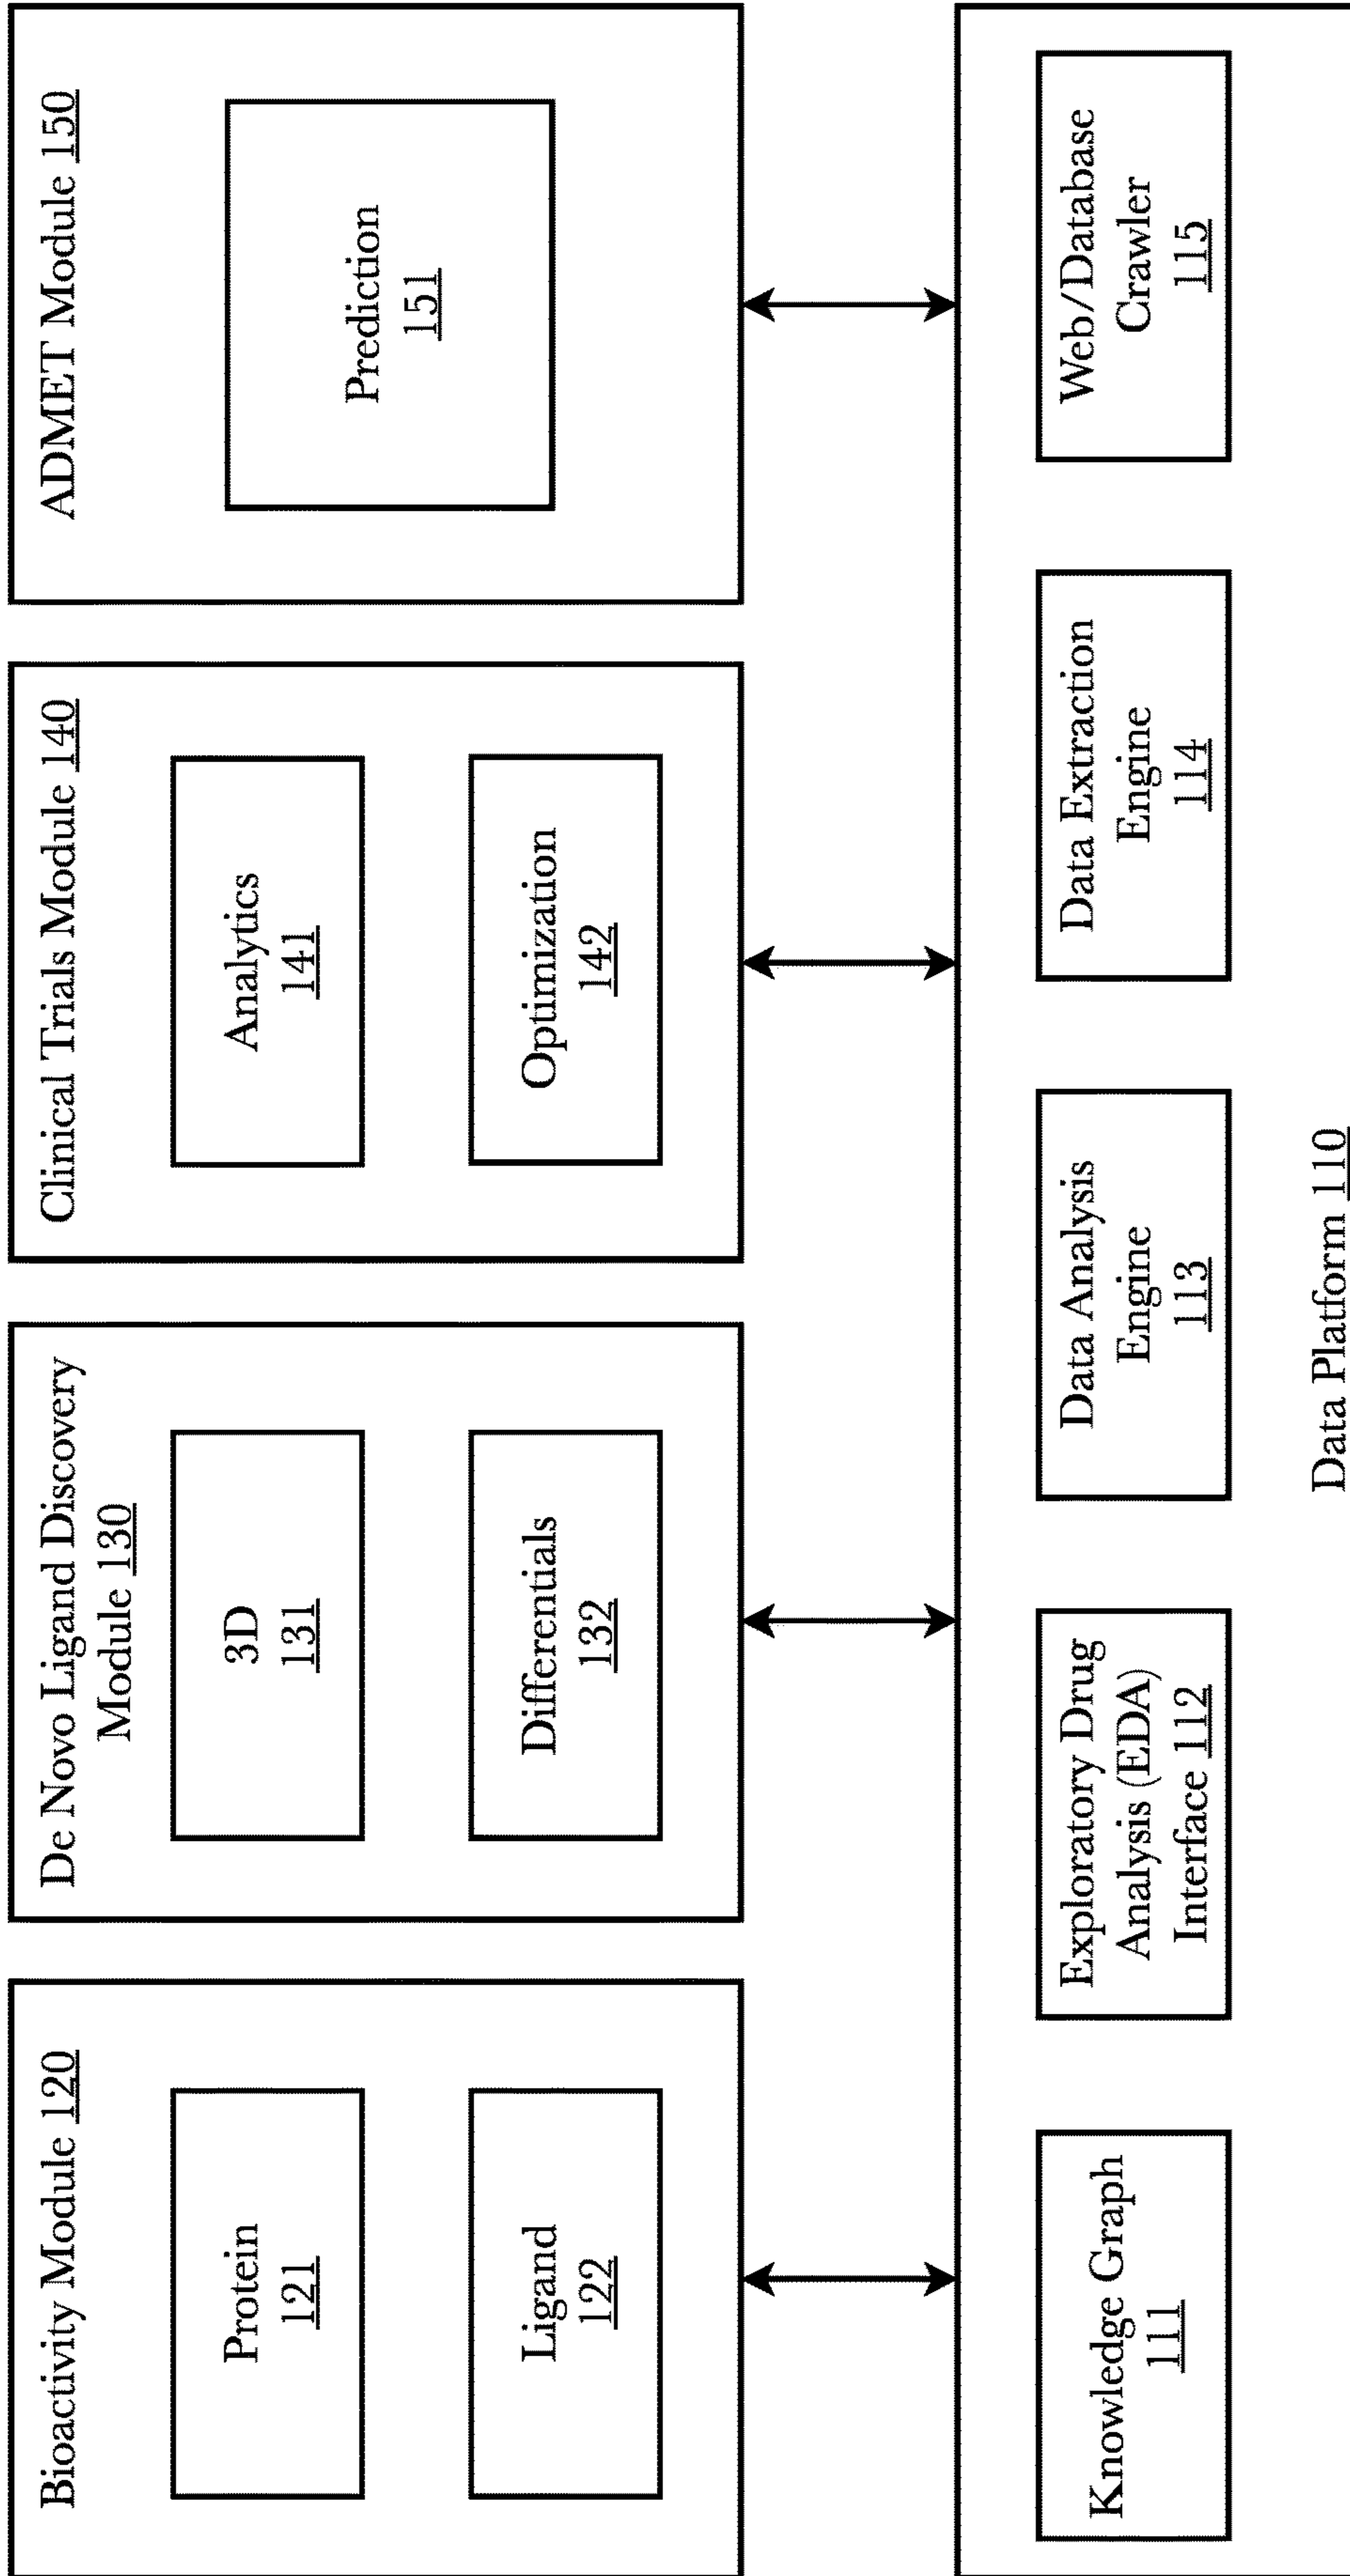 Bioactivity Module 120
Protein
121
Ligand
122
De Novo Ligand Discovery
Module 130
3D
131
Differentials
132
Clinical Trials Module 140
Analytics
141
Optimization
142
ADMET Module 150
Prediction
151
Knowledge Graph
111
Exploratory Drug
Analysis (EDA)
Interface 112
Data Analysis
Engine
113
Data Extraction
Engine
114
Web/Database
Crawler
115
Data Platform 110